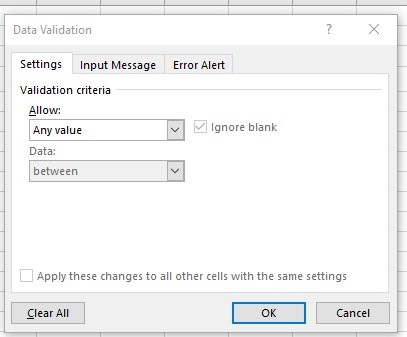 Data Validation ?
Settings Input Message Error Alert
Validation criteria
Allow:
Any value Ignore blank
Data:
between
Apply these changes to all other cells with the same settings
Clear All OK Cancel